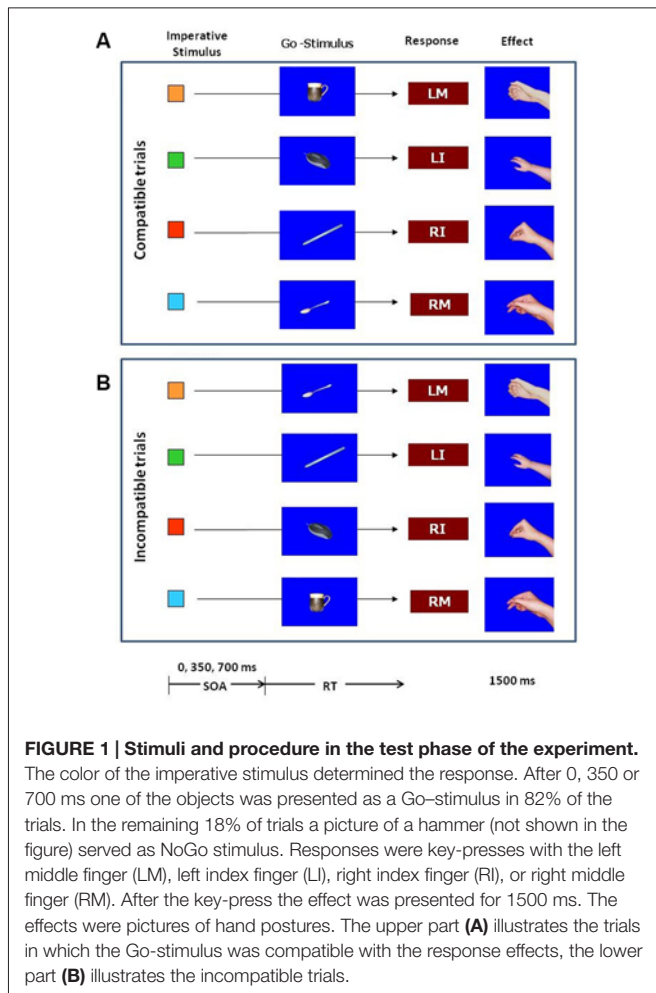 A
Imperative Stimulus
Go -Stimulus
Response
Effect
Compatible trials
LM
LI
RI
RM
B
Incompatible trials
LM
LI
RI
RM
0, 350, 700 ms
SOA
RT
1500 ms
FIGURE 1 | Stimuli and procedure in the test phase of the experiment.
The color of the imperative stimulus determined the response. After 0, 350 or
700 ms one of the objects was presented as a Go–stimulus in 82% of the
trials. In the remaining 18% of trials a picture of a hammer (not shown in the
figure) served as NoGo stimulus. Responses were key-presses with the left
middle finger (LM), left index finger (LI), right index finger (RI), or right middle
finger (RM). After the key-press the effect was presented for 1500 ms. The
effects were pictures of hand postures. The upper part (A) illustrates the trials
in which the Go-stimulus was compatible with the response effects, the lower
part (B) illustrates the incompatible trials.